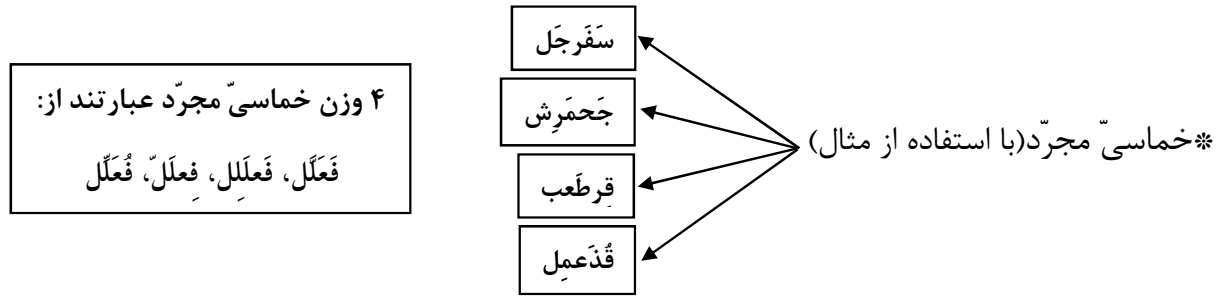 *خماسیّ مجرّد(با استفاده از مثال)
سَفَرجَل
جَحمَرِش
قِرطَعب
قُذَعمِل
۴ وزن خماسیّ مجرّد عبارتند از:
فَعَلَّل، فَعلَلِل، فِعلَلّ، فُعَلِّل